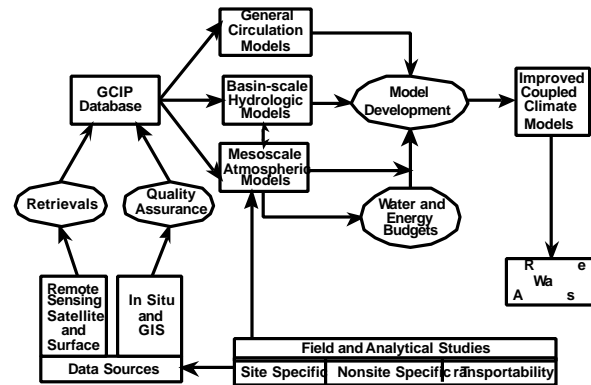 General
Circulation Models
GCIP
Database
Basin-scale
Hydrologic
Models
Model
Development
Improved
Coupled
Climate
Models
Mesoscale
Atmospheric
Models
Retrievals
Quality
Assurance
Water and
Energy
Budgets
Remote
Sensing
Satellite
and
Surface
In Situ
and
GIS
Data Sources
R e
Wa
A s
Field and Analytical Studies
Site Specific
Nonsite Specific
Transportability